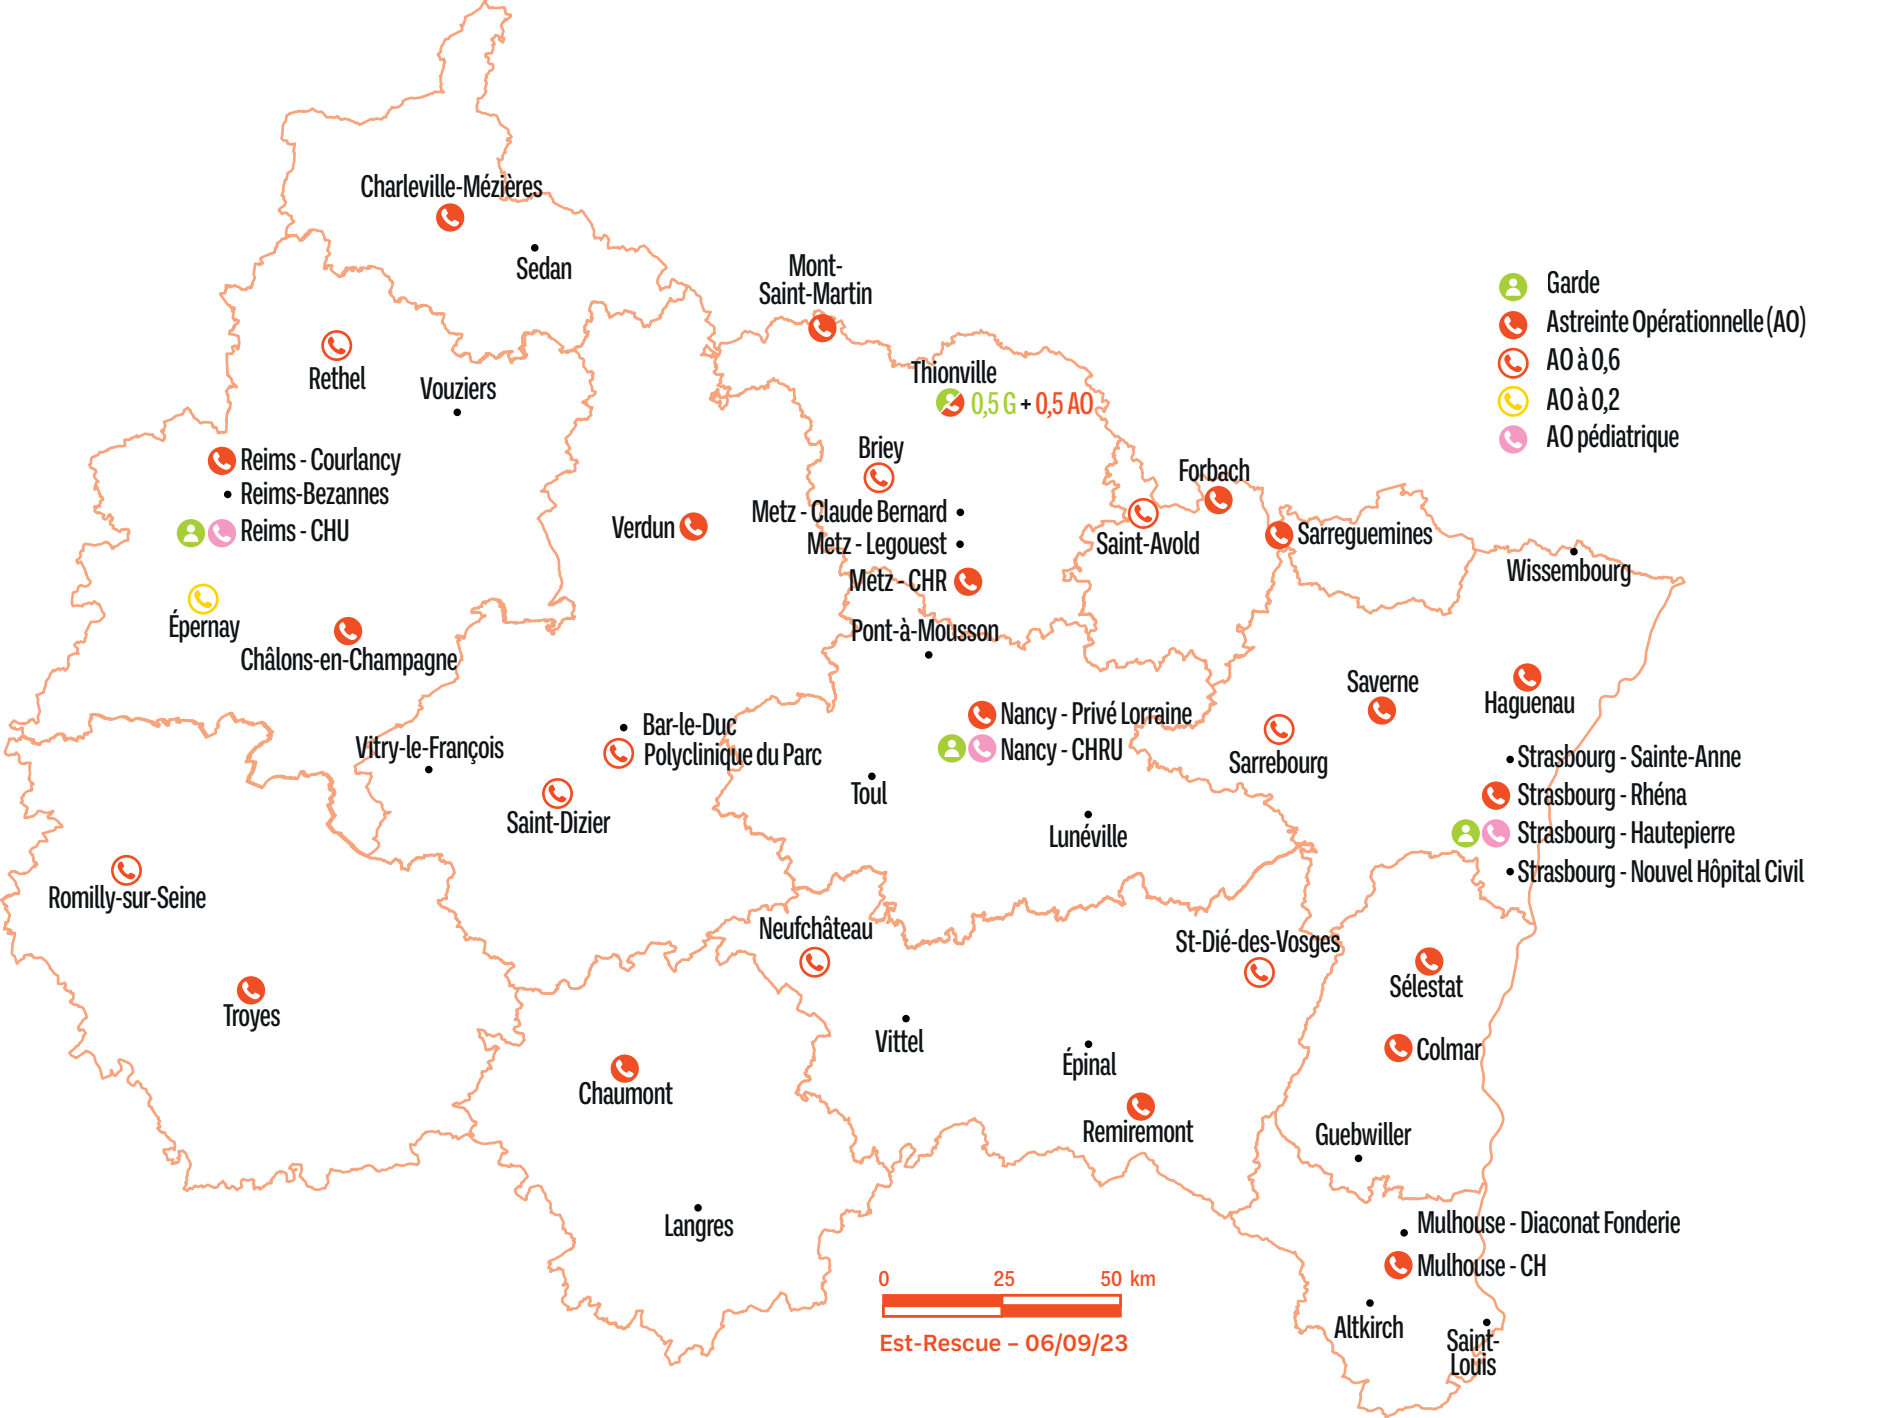 Charleville-Mézières
Sedan
Mont-
Saint-Martin
Garde
Astreinte Opérationnelle (AO)
AO à 0,6
AO à 0,2
AO pédiatrique
Rethel
Vouziers
Thionville
0,5 G + 0,5 AO
Briey
Forbach
Reims - Courlancy
Reims-Bezannes
Reims - CHU
Verdun
Metz - Claude Bernard
Metz - Legouest
Metz - CHR
Saint-Avold
Sarreguemines
Wissembourg
Épernay
Châlons-en-Champagne
Pont-à-Mousson
Saverne
Haguenau
Vitry-le-François
Bar-le-Duc
Polyclinique du Parc
Nancy - Privé Lorraine
Nancy - CHRU
Sarrebourg
Strasbourg - Sainte-Anne
Strasbourg - Rhéna
Strasbourg - Hautepierre
Strasbourg - Nouvel Hôpital Civil
Saint-Dizier
Toul
Lunéville
Romilly-sur-Seine
Neufchâteau
St-Dié-des-Vosges
Sélestat
Troyes
Vittel
Épinal
Colmar
Chaumont
Remiremont
Guebwiller
Langres
Mulhouse - Diaconat Fonderie
Mulhouse - CH
Altkirch
Saint-
Louis
0 25 50 km
Est-Rescue – 06/09/23